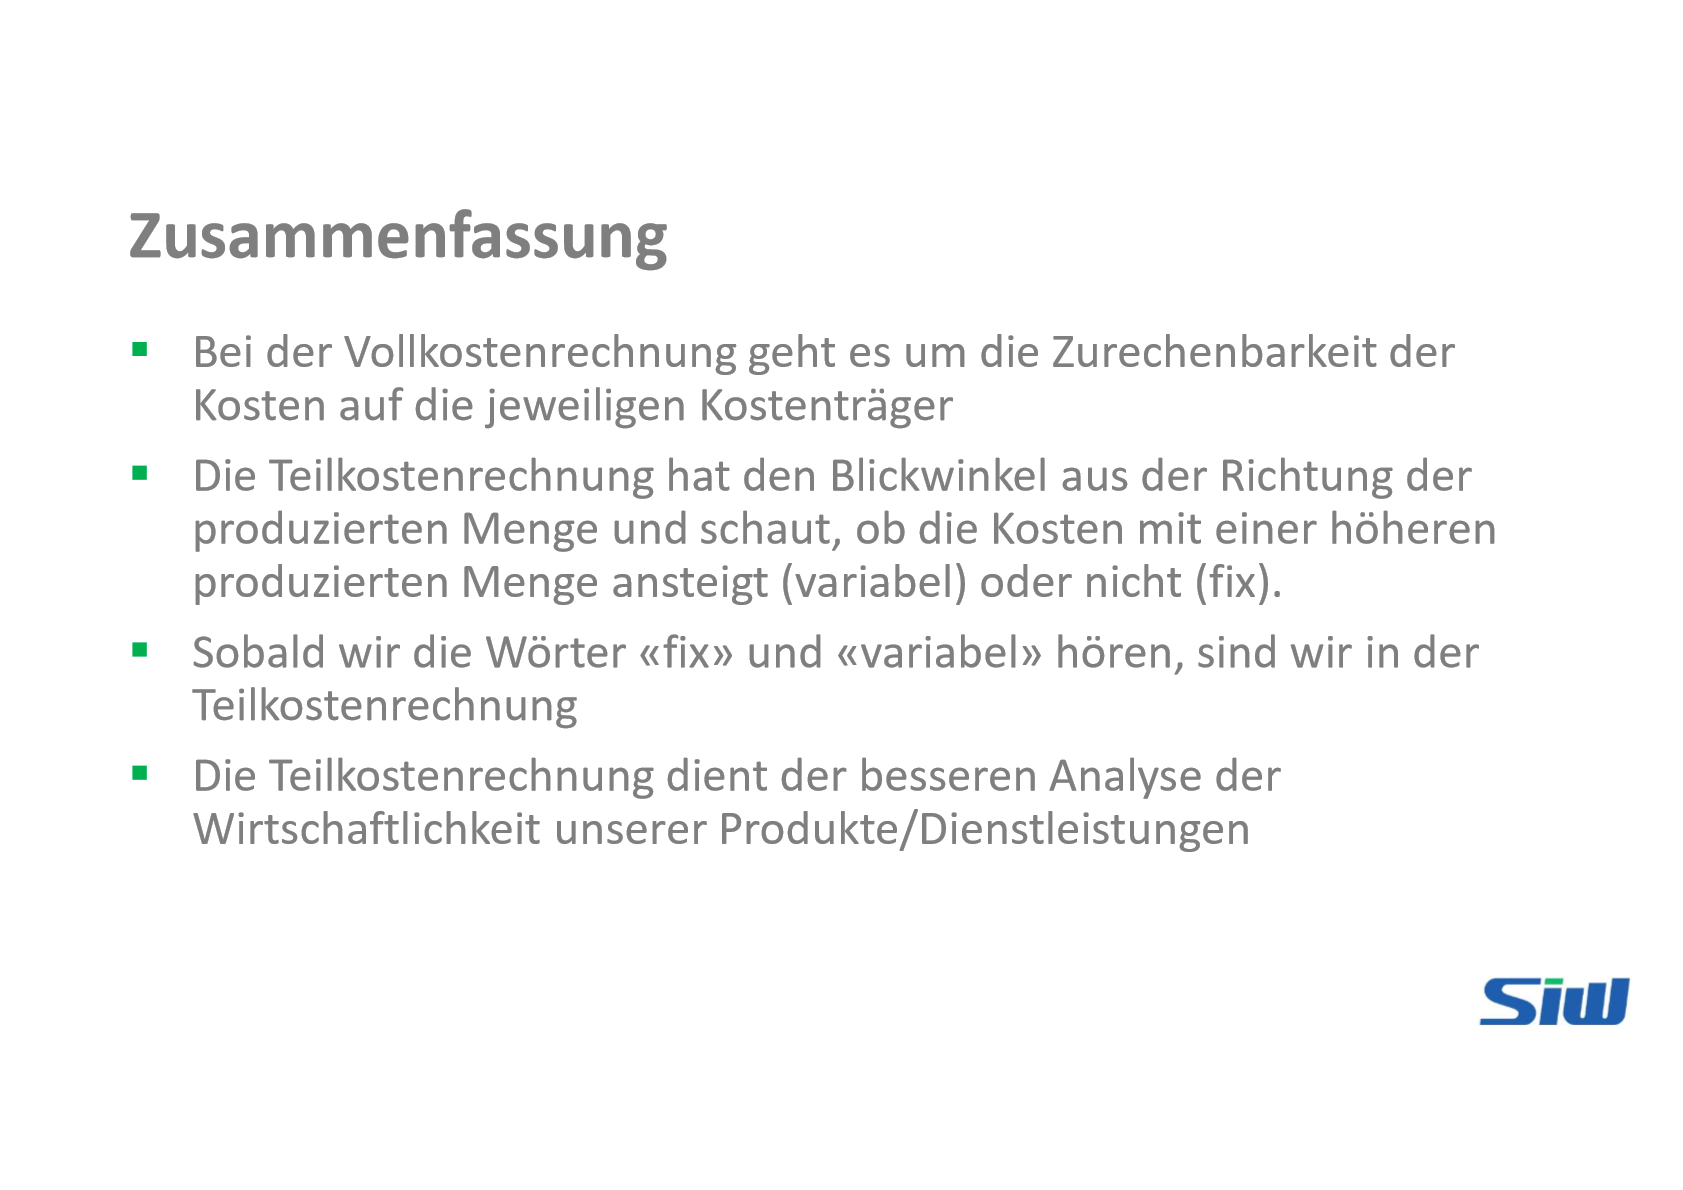 Zusammenfassung
▪ Bei der Vollkostenrechnung geht es um die Zurechenbarkeit der
Kosten auf die jeweiligen Kostenträger
▪ Die Teilkostenrechnung hat den Blickwinkel aus der Richtung der
produzierten Menge und schaut, ob die Kosten mit einer höheren
produzierten Menge ansteigt (variabel) oder nicht (fix).
▪ Sobald wir die Wörter «fix» und «variabel» hören, sind wir in der
Teilkostenrechnung
▪ Die Teilkostenrechnung dient der besseren Analyse der
Wirtschaftlichkeit unserer Produkte/Dienstleistungen
Siw